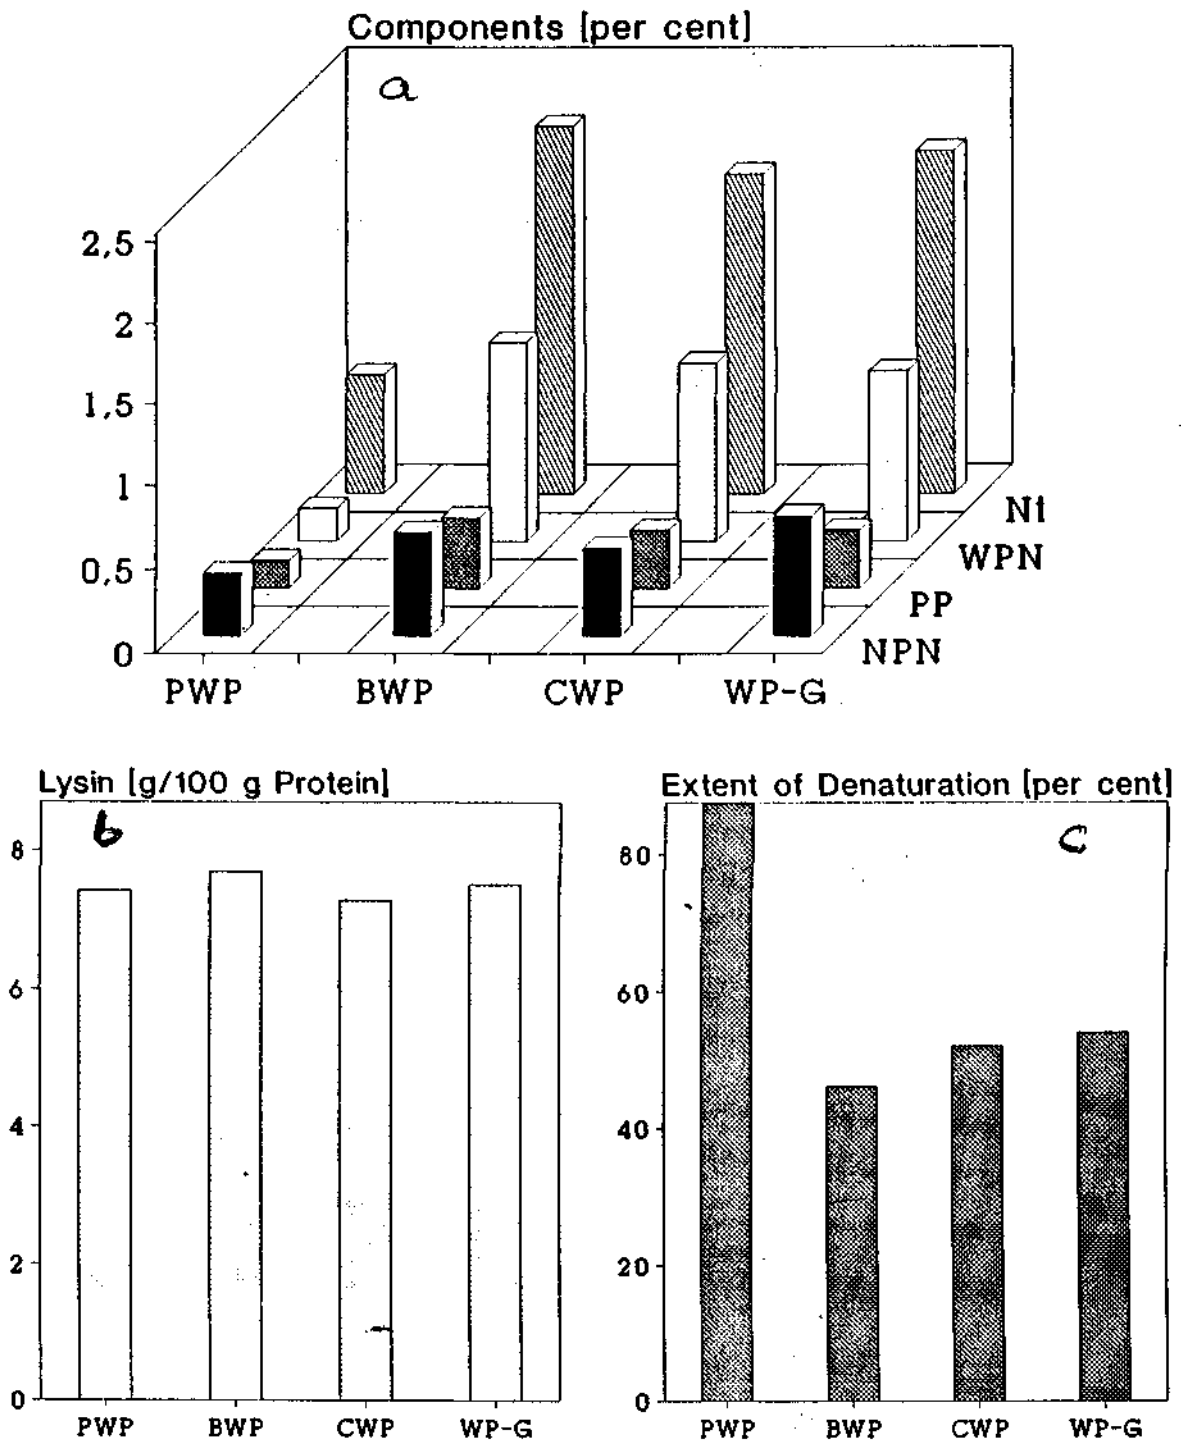 Components [per cent]
a
2,5
2
1,5
1
0,5
0
Nt
WPN
PP
NPN
PWP BWP CWP WP-G
Lysin [g/100 g Protein]
b
8
6
4
2
0
PWP BWP CWP WP-G
Extent of Denaturation [per cent]
c
80
60
40
20
0
PWP BWP CWP WP-G